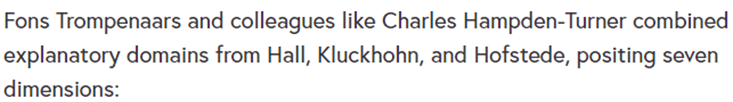 Fons Trompenaars and colleagues like Charles Hampden-Turner combined
explanatory domains from Hall, Kluckhohn, and Hofstede, positing seven
dimensions: